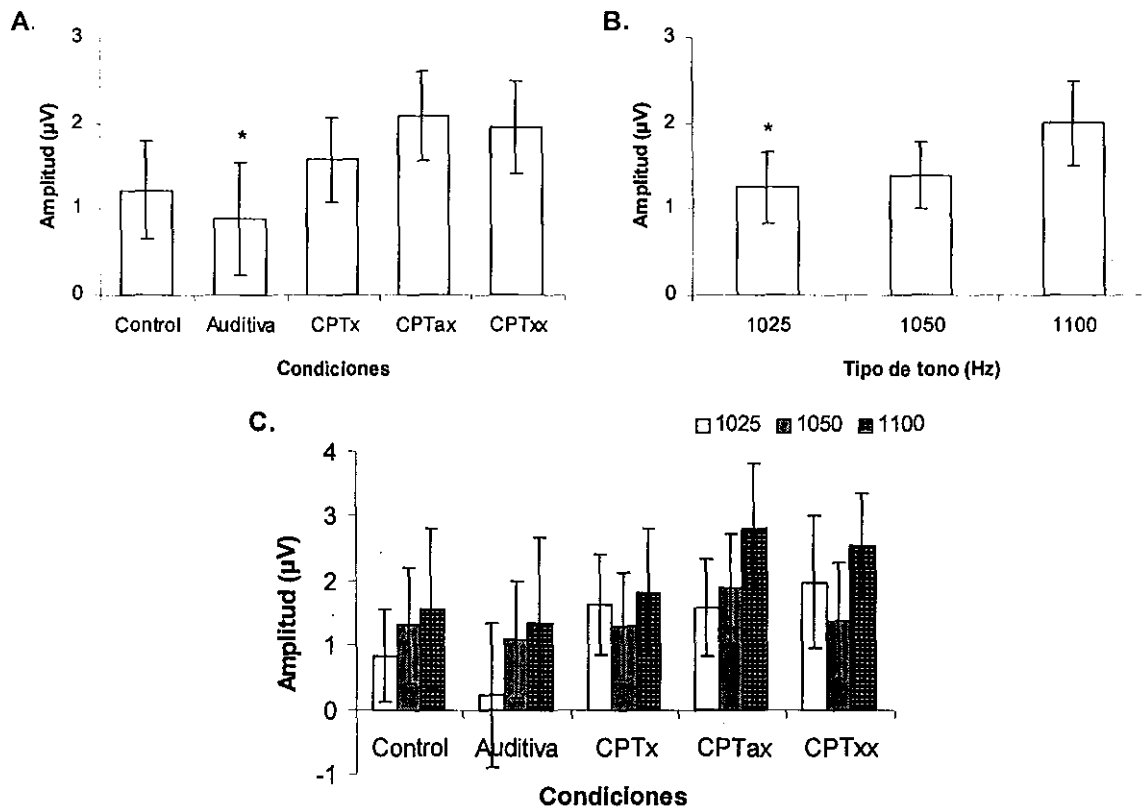 A.
3
2
1
0
Amplitud (µV)
*
Control Auditiva CPTx CPTax CPTxx
Condiciones
B.
3
2
1
0
Amplitud (µV)
*
1025 1050 1100
Tipo de tono (Hz)
C.
1025 1050 1100
4
3
2
1
0
-1
Amplitud (µV)
Control Auditiva CPTx CPTax CPTxx
Condiciones